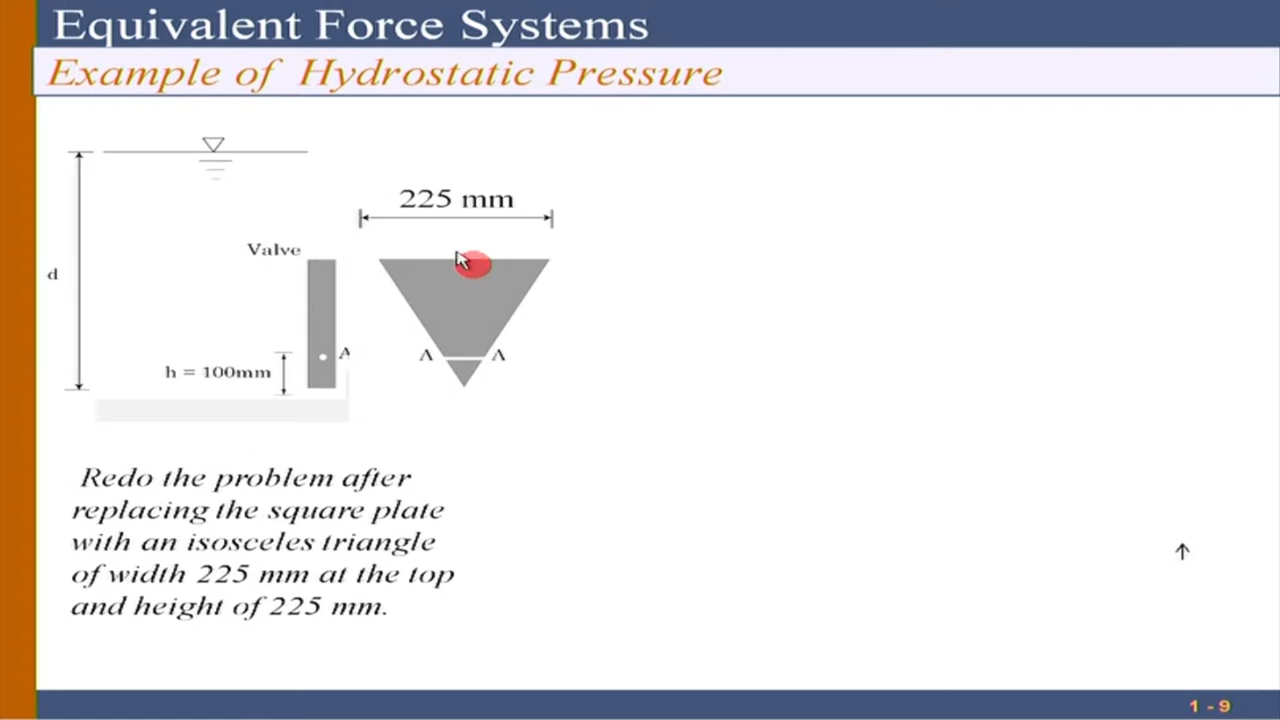 Equivalent Force Systems
Example of Hydrostatic Pressure
225 mm
Valve
d
A
Λ Λ
h = 100mm
Redo the problem after
replacing the square plate
with an isosceles triangle
of width 225 mm at the top
and height of 225 mm.
1 - 9